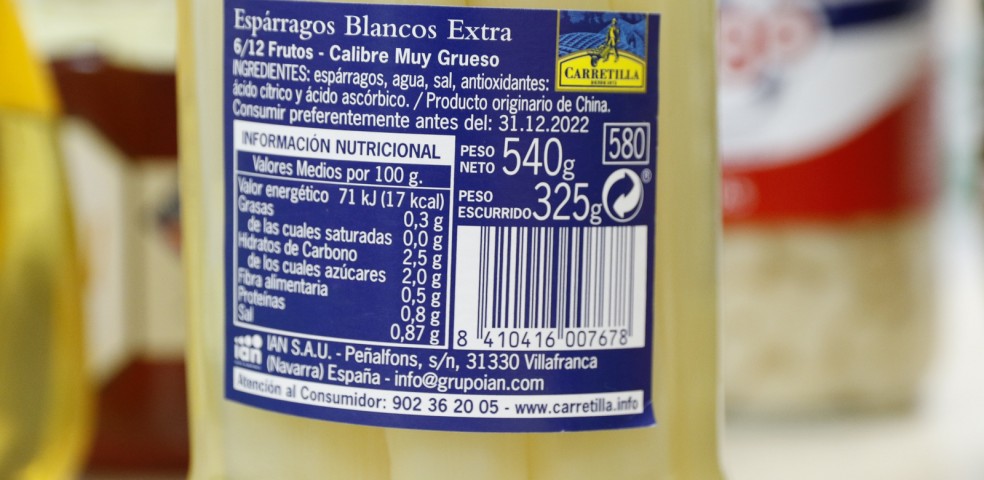 Espárragos Blancos Extra
6/12 Frutos - Calibre Muy Grueso
INGREDIENTES: espárragos, agua, sal, antioxidantes:
ácido cítrico y ácido ascórbico. / Producto originario de China.
Consumir preferentemente antes del: 31.12.2022
CARRETILLA
INFORMACIÓN NUTRICIONAL
Valores Medios por 100 g.
Valor energético 71 kJ (17 kcal)
Grasas 0,3 g
de las cuales saturadas 0,0 g
Hidratos de Carbono 2,5 g
de los cuales azúcares 2,0 g
Fibra alimentaria 0,5 g
Proteínas 0,8 g
Sal 0,87 g
PESO NETO 540g
580
PESO ESCURRIDO 325g
®
8 410416 007678
ian IAN S.A.U. - Peñalfons, s/n, 31330 Villafranca
(Navarra) España - info@grupoian.com
Atención al Consumidor: 902 36 20 05 - www.carretilla.info